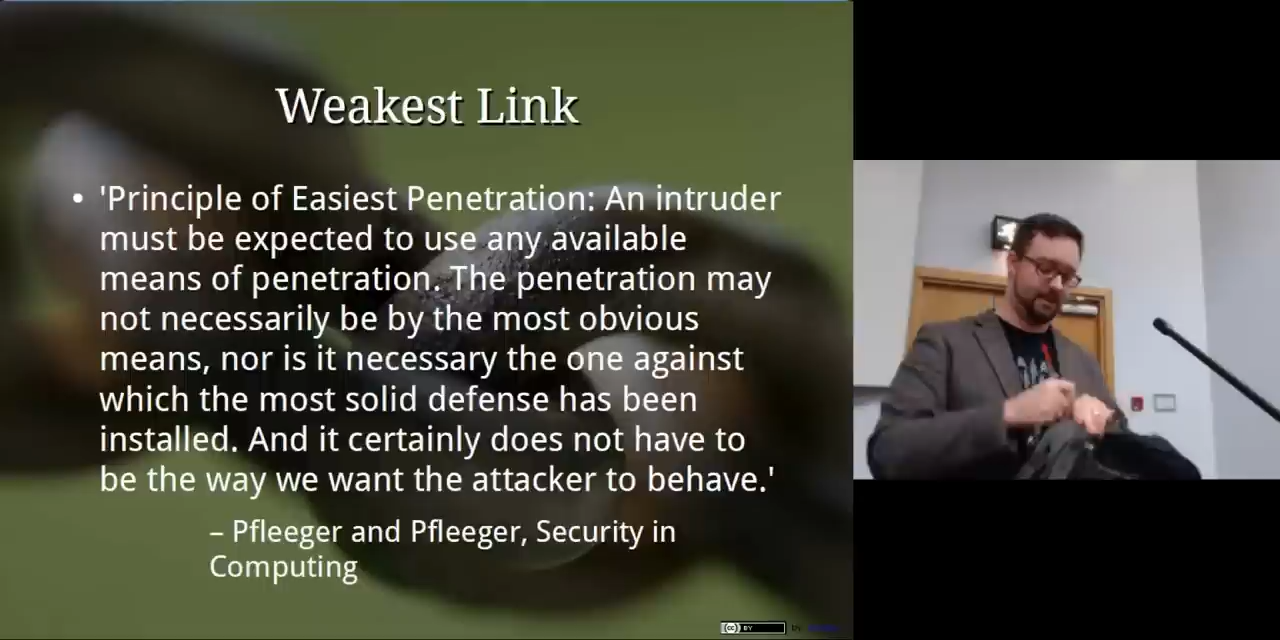 Weakest Link
• 'Principle of Easiest Penetration: An intruder
must be expected to use any available
means of penetration. The penetration may
not necessarily be by the most obvious
means, nor is it necessary the one against
which the most solid defense has been
installed. And it certainly does not have to
be the way we want the attacker to behave.'
– Pfleeger and Pfleeger, Security in
Computing
cc BY